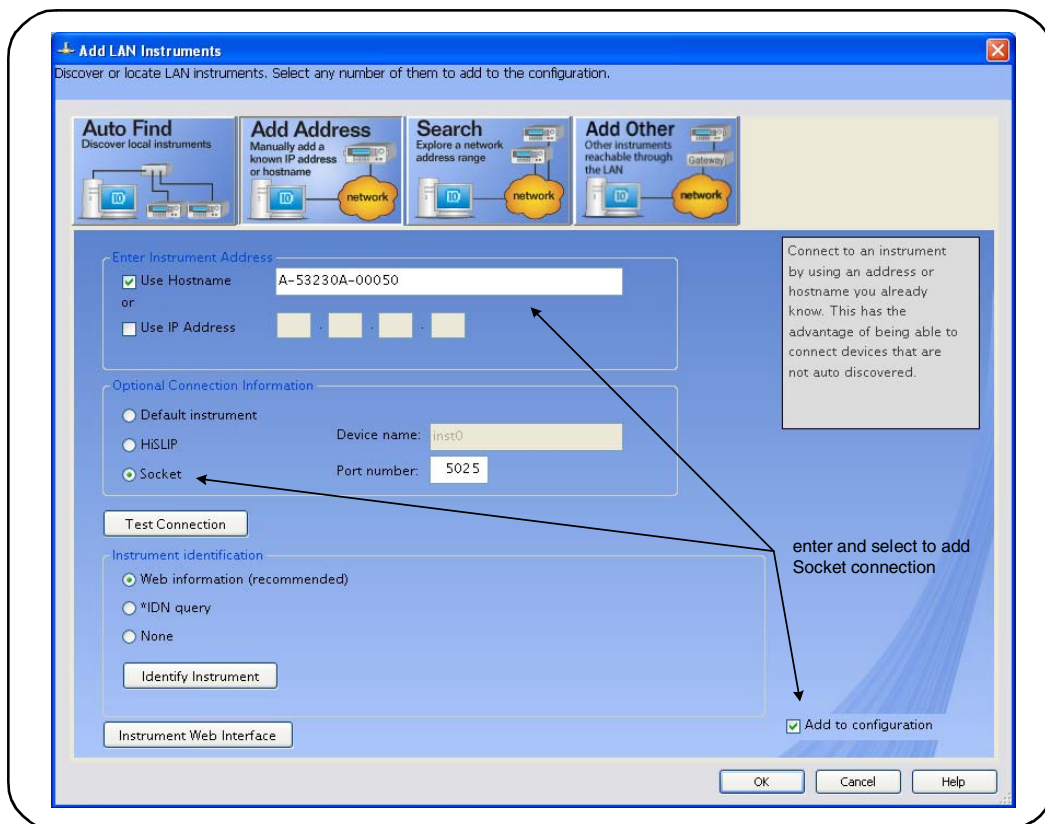 Add LAN Instruments
Discover or locate LAN instruments. Select any number of them to add to the configuration.
Auto Find
Discover local instruments
IO
Add Address
Manually add a
known IP address
or hostname
IO
network
Search
Explore a network
address range
IO
network
Add Other
Other instruments
reachable through
the LAN
Gateway
IO
network
Enter Instrument Address
Use Hostname
A-53230A-00050
or
Use IP Address
. . .
Connect to an instrument
by using an address or
hostname you already
know. This has the
advantage of being able to
connect devices that are
not auto discovered.
Optional Connection Information
Default instrument
HiSLIP
Socket
Device name: inst0
Port number: 5025
Test Connection
enter and select to add
Socket connection
Instrument identification
Web information (recommended)
*IDN query
None
Identify Instrument
Instrument Web Interface
Add to configuration
OK Cancel Help